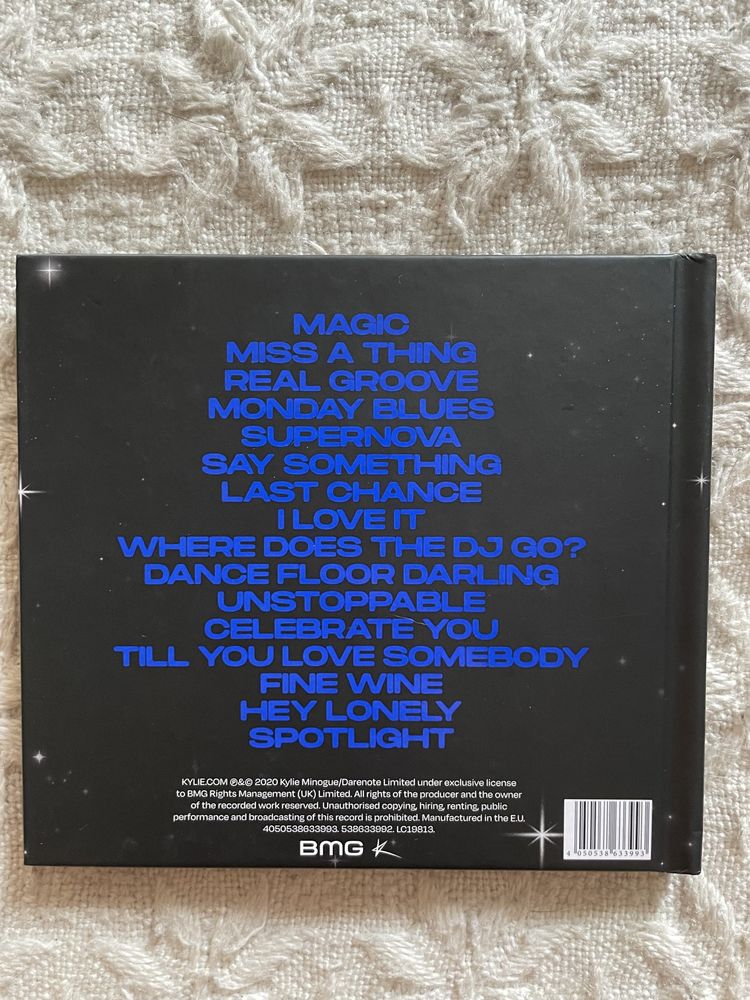 MAGIC
MISS A THING
REAL GROOVE
MONDAY BLUES
SUPERNOVA
SAY SOMETHING
LAST CHANCE
I LOVE IT
WHERE DOES THE DJ GO?
DANCE FLOOR DARLING
UNSTOPPABLE
CELEBRATE YOU
TILL YOU LOVE SOMEBODY
FINE WINE
HEY LONELY
SPOTLIGHT
KYLIE.COM ℗&© 2020 Kylie Minogue/Darenote Limited under exclusive license
to BMG Rights Management (UK) Limited. All rights of the producer and the owner
of the recorded work reserved. Unauthorised copying, hiring, renting, public
performance and broadcasting of this record is prohibited. Manufactured in the E.U.
4050538633993. 538633992. LC19813.
BMG K
4 050538 633993